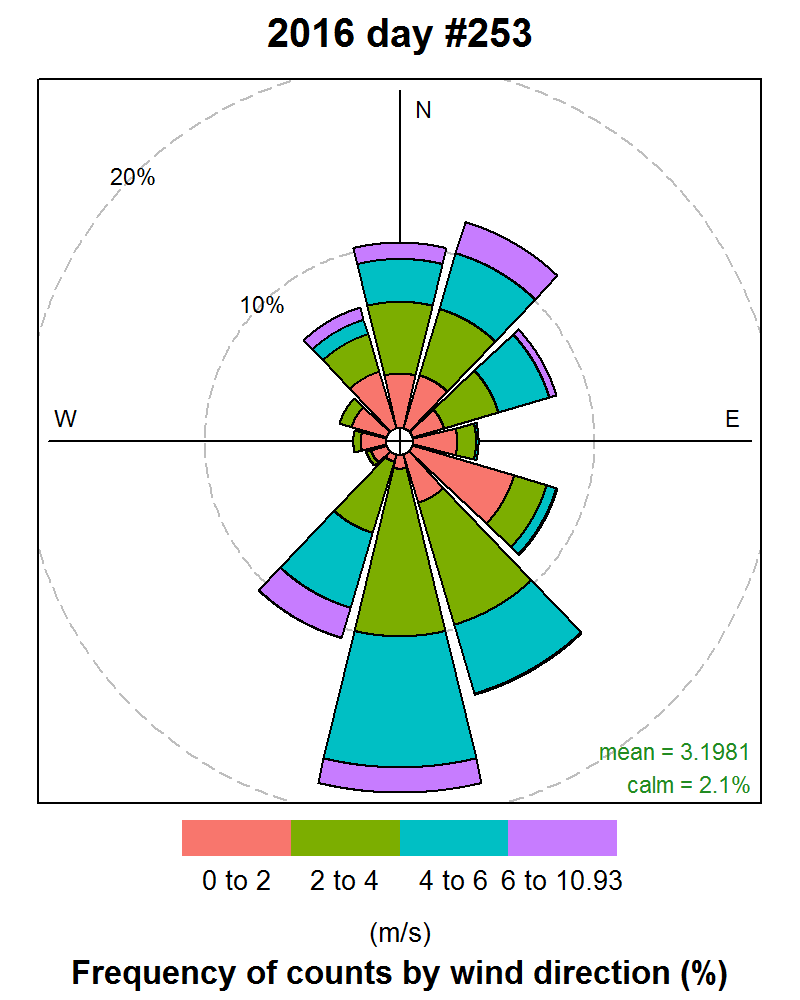 2016 day #253
N
20%
10%
W
E
mean = 3.1981
calm = 2.1%
0 to 2 2 to 4 4 to 6 6 to 10.93
(m/s)
Frequency of counts by wind direction (%)